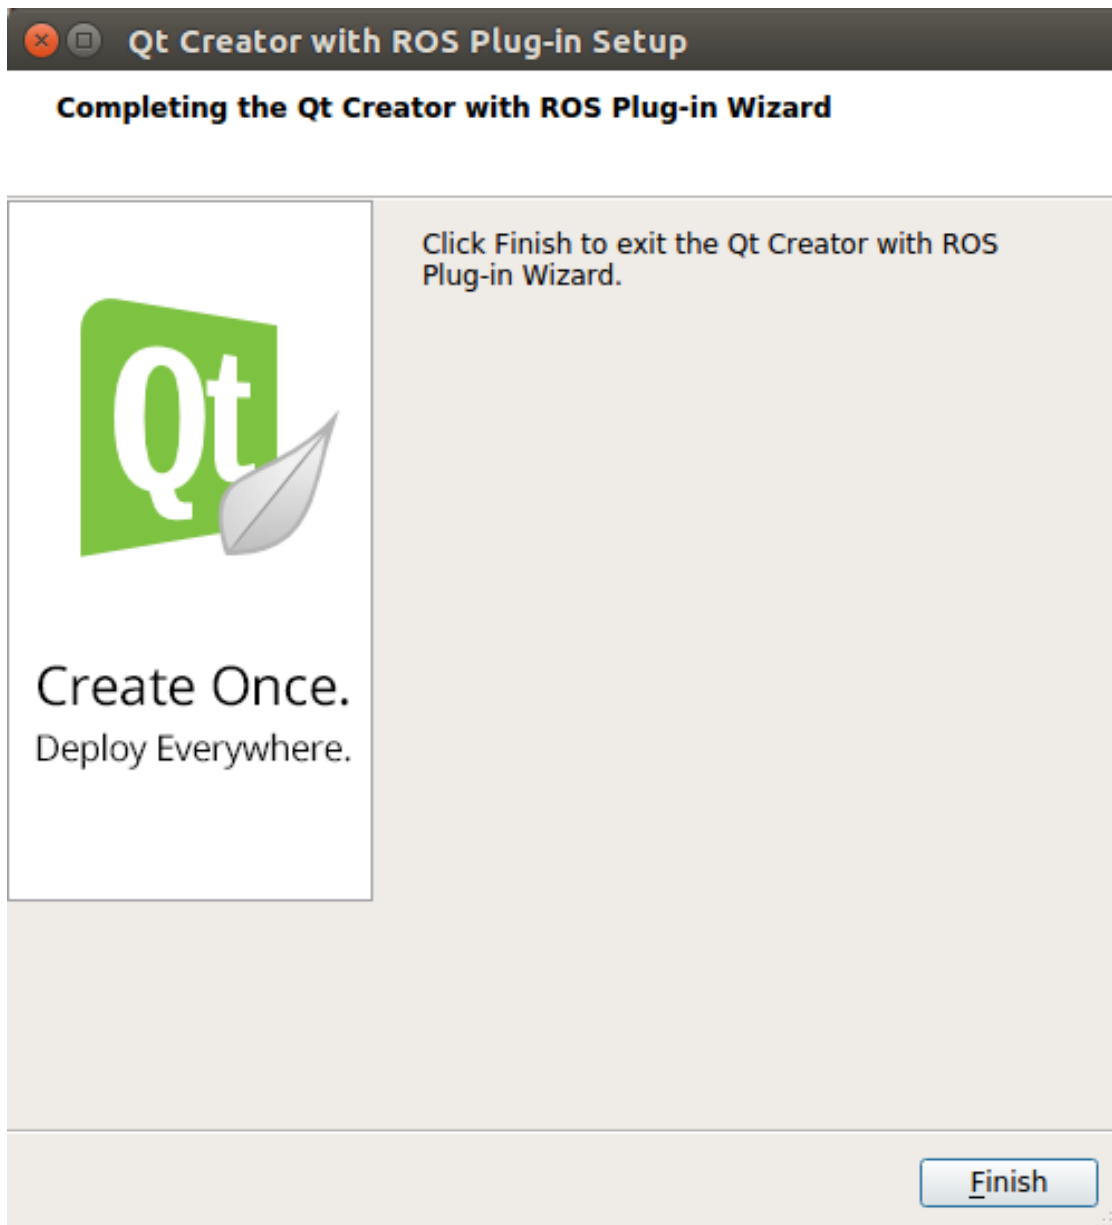 Qt Creator with ROS Plug-in Setup
Completing the Qt Creator with ROS Plug-in Wizard
Click Finish to exit the Qt Creator with ROS
Plug-in Wizard.
Qt
Create Once.
Deploy Everywhere.
Finish